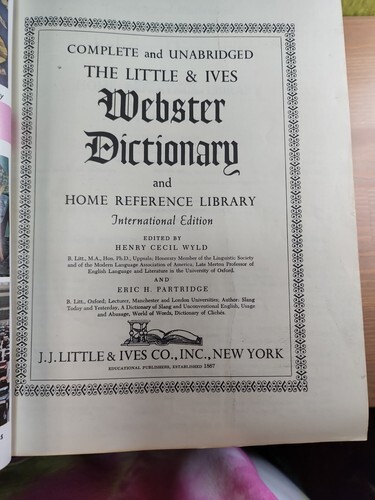 COMPLETE and UNABRIDGED
THE LITTLE & IVES
Webster
Dictionary
and
HOME REFERENCE LIBRARY
International Edition
EDITED BY
HENRY CECIL WYLD
B. Litt., M.A., Hon. Ph.D., Uppsala; Honorary Member of the Linguistic Society
and of the Modern Language Association of America; Late Merton Professor of
English Language and Literature in the University of Oxford.
AND
ERIC H. PARTRIDGE
B. Litt., Oxford; Lecturer, Manchester and London Universities; Author: Slang
Today and Yesterday, A Dictionary of Slang and Unconventional English, Usage
and Abusage, World of Words, Dictionary of Clichés.
J.J. LITTLE & IVES CO., INC., NEW YORK
EDUCATIONAL PUBLISHERS, ESTABLISHED 1867